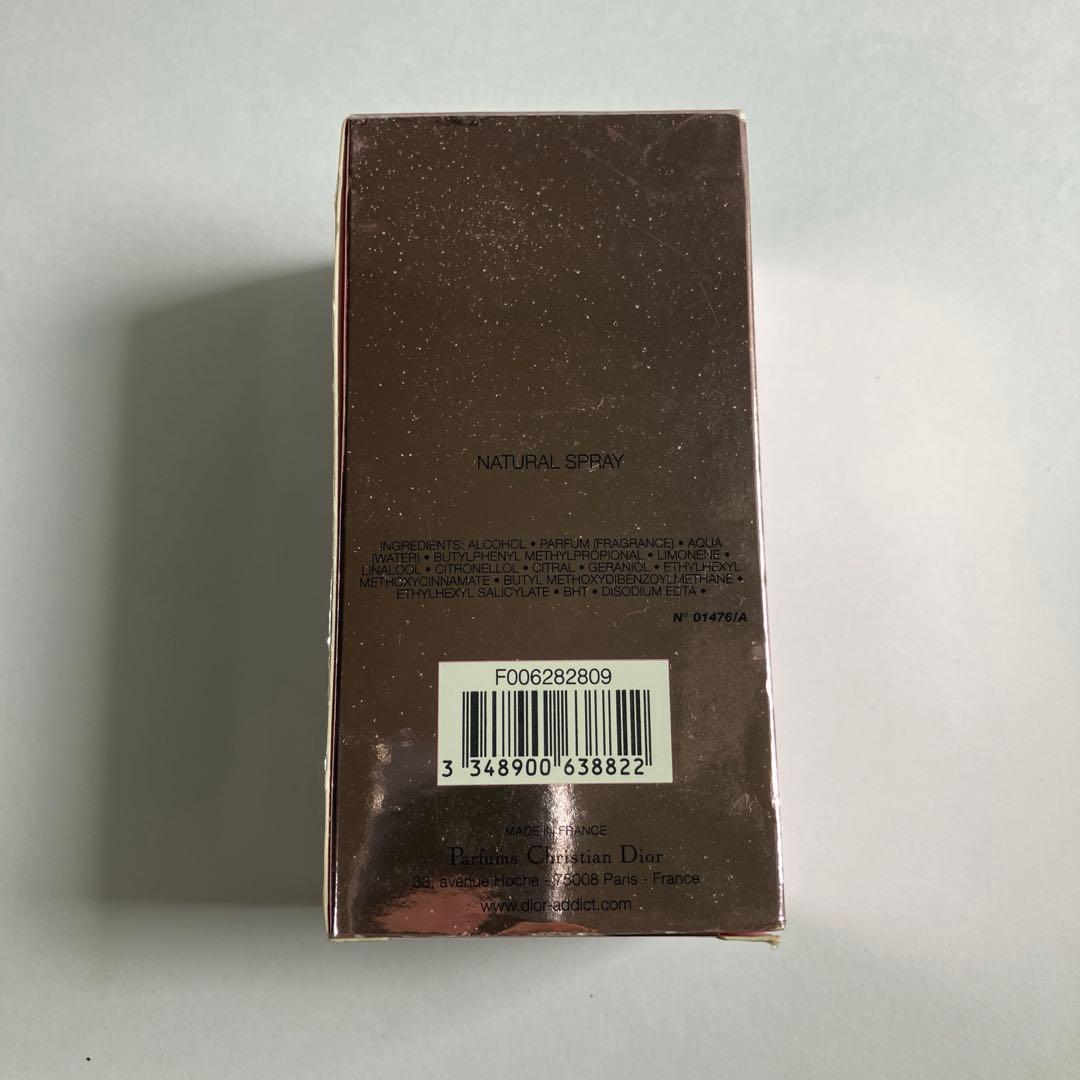 NATURAL SPRAY
INGREDIENTS: ALCOHOL • PARFUM (FRAGRANCE) • AQUA
(WATER) • BUTYLPHENYL METHYLPROPIONAL • LIMONENE •
LINALOOL • CITRONELLOL • CITRAL • GERANIOL • ETHYLHEXYL
METHOXYCINNAMATE • BUTYL METHOXYDIBENZOYLMETHANE •
ETHYLHEXYL SALICYLATE • BHT • DISODIUM EDTA •
N° 01476/A
F006282809
3 348900 638822
MADE IN FRANCE
Parfums Christian Dior
33, avenue Hoche - 75008 Paris - France
www.dior-addict.com